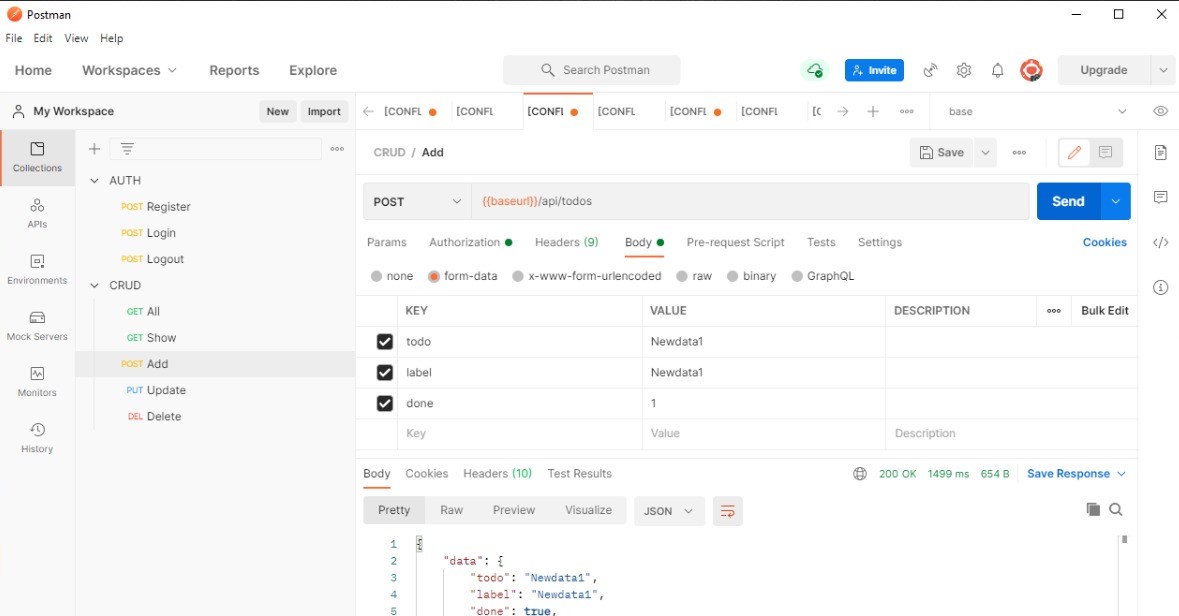 Postman
File Edit View Help
Home Workspaces Reports Explore Search Postman Invite Upgrade
My Workspace New Import [CONFL [CONFL [CONFL [CONFL [CONFL [CONFL [C base
Collections
APIs
Environments
Mock Servers
Monitors
History
AUTH
POST Register
POST Login
POST Logout
CRUD
GET All
GET Show
POST Add
PUT Update
DEL Delete
CRUD / Add Save
POST {{baseurl}}/api/todos Send
Params Authorization Headers (9) Body Pre-request Script Tests Settings Cookies
none form-data x-www-form-urlencoded raw binary GraphQL
KEY VALUE DESCRIPTION Bulk Edit
todo Newdata1
label Newdata1
done 1
Key Value Description
Body Cookies Headers (10) Test Results 200 OK 1499 ms 654 B Save Response
Pretty Raw Preview Visualize JSON
1 {
2 "data": {
3 "todo": "Newdata1",
4 "label": "Newdata1",
5 "done": true,